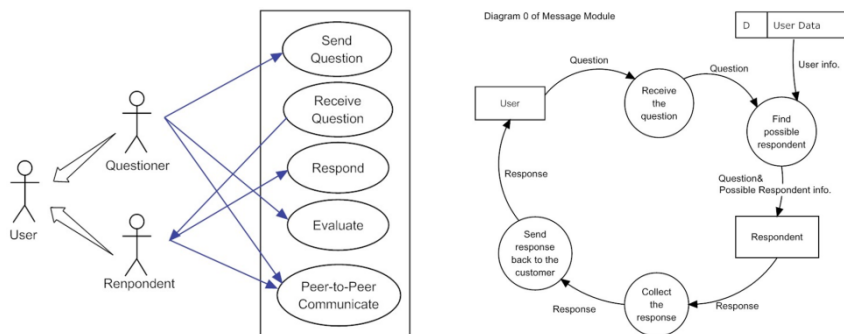 Send
Question
Receive
Question
Respond
Evaluate
Peer-to-Peer
Communicate
Questioner
User
Renpondent
Diagram 0 of Message Module
D
User Data
User info.
Question
Question
User
Receive
the
question
Find
possible
respondent
Question&
Possible Respondent info.
Respondent
Response
Collect
the
response
Response
Send
response
back to the
customer
Response